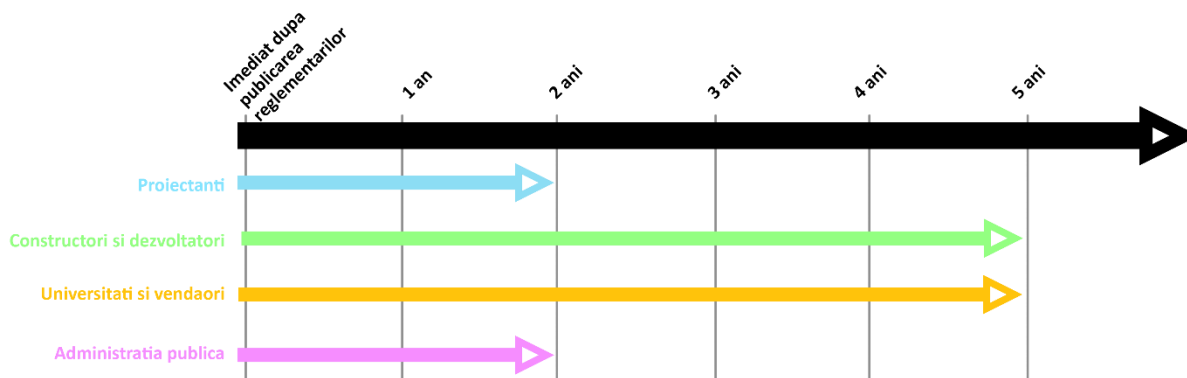 Imediat dupa
publicarea
reglementarilor
1 an
2 ani
3 ani
4 ani
5 ani
Proiectanti
Constructori si dezvoltatori
Universitati si vendaori
Administratia publica